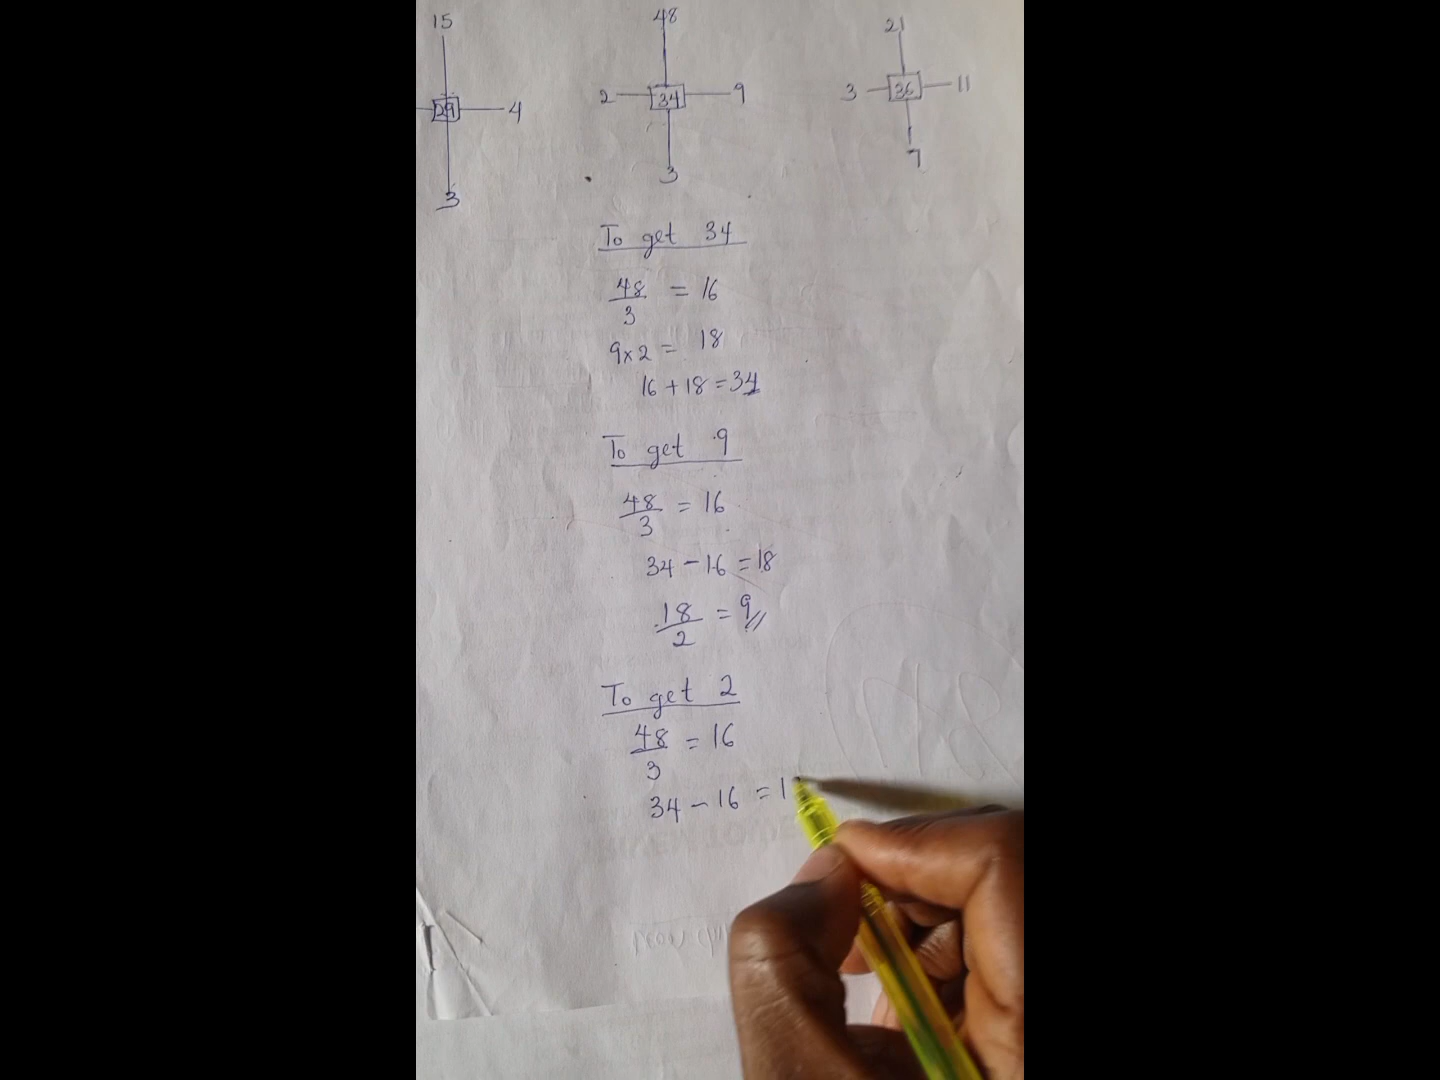 15
29 4
3
48
2 34 9
3
21
3 36 11
7
To get 34
48/3 = 16
9x2 = 18
16 + 18 = 34
To get 9
48/3 = 16
34 - 16 = 18
18/2 = 9
To get 2
48/3 = 16
34 - 16 = 1